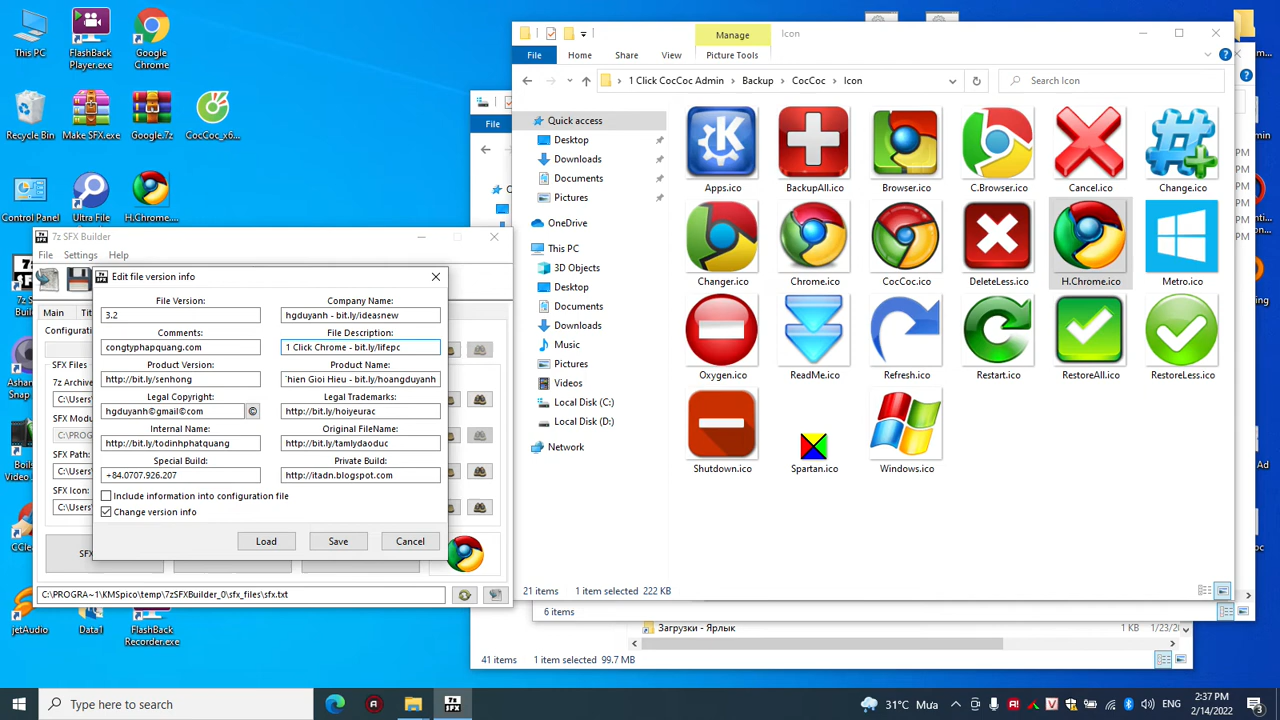 This PC
FlashBack
Player.exe
Google
Chrome
Recycle Bin
Make SFX.exe
Google.7z
CocCoc_x6...
Control Panel
Ultra File
H.Chrome....
jetAudio
Data1
FlashBack
Recorder.exe
Manage
Icon
File
Home
Share
View
Picture Tools
1 Click CocCoc Admin
Backup
CocCoc
Icon
Search Icon
File
Quick access
Desktop
Downloads
Documents
Pictures
OneDrive
This PC
3D Objects
Desktop
Documents
Downloads
Music
Pictures
Videos
Local Disk (C:)
Local Disk (D:)
Network
Apps.ico
BackupAll.ico
Browser.ico
C.Browser.ico
Cancel.ico
Change.ico
Changer.ico
Chrome.ico
CocCoc.ico
DeleteLess.ico
H.Chrome.ico
Metro.ico
Oxygen.ico
ReadMe.ico
Refresh.ico
Restart.ico
RestoreAll.ico
RestoreLess.ico
Shutdown.ico
Spartan.ico
Windows.ico
21 items
1 item selected 222 KB
6 items
Загрузки - Ярлык
1 KB
41 items
1 item selected 99.7 MB
7z SFX Builder
File
Settings
Help
Main
SFX Files
SFX Path:
SFX Icon:
Edit file version info
File Version:
Company Name:
3.2
hgduyanh - bit.ly/ideasnew
Comments:
File Description:
congtyphapquang.com
1 Click Chrome - bit.ly/lifepc
Product Version:
Product Name:
http://bit.ly/senhong
hien Gioi Hieu - bit.ly/hoangduyanh
Legal Copyright:
Legal Trademarks:
hgduyanh©gmail©com
©
http://bit.ly/hoiyeurac
Internal Name:
Original FileName:
http://bit.ly/todinhphatquang
http://bit.ly/tamlydaoduc
Special Build:
Private Build:
+84.0707.926.207
http://itadn.blogspot.com
Include information into configuration file
Change version info
Load
Save
Cancel
C:\PROGRA~1\KMSpico\temp\7zSFXBuilder_0\sfx_files\sfx.txt
Type here to search
31°C Mưa
ENG
2:37 PM
2/14/2022